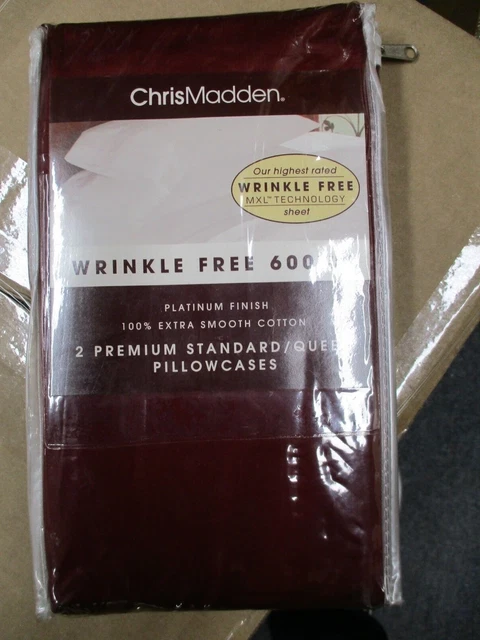 ChrisMadden®
Our highest rated
WRINKLE FREE
MXL™ TECHNOLOGY
sheet
WRINKLE FREE 600
PLATINUM FINISH
100% EXTRA SMOOTH COTTON
2 PREMIUM STANDARD/QUEE
PILLOWCASES